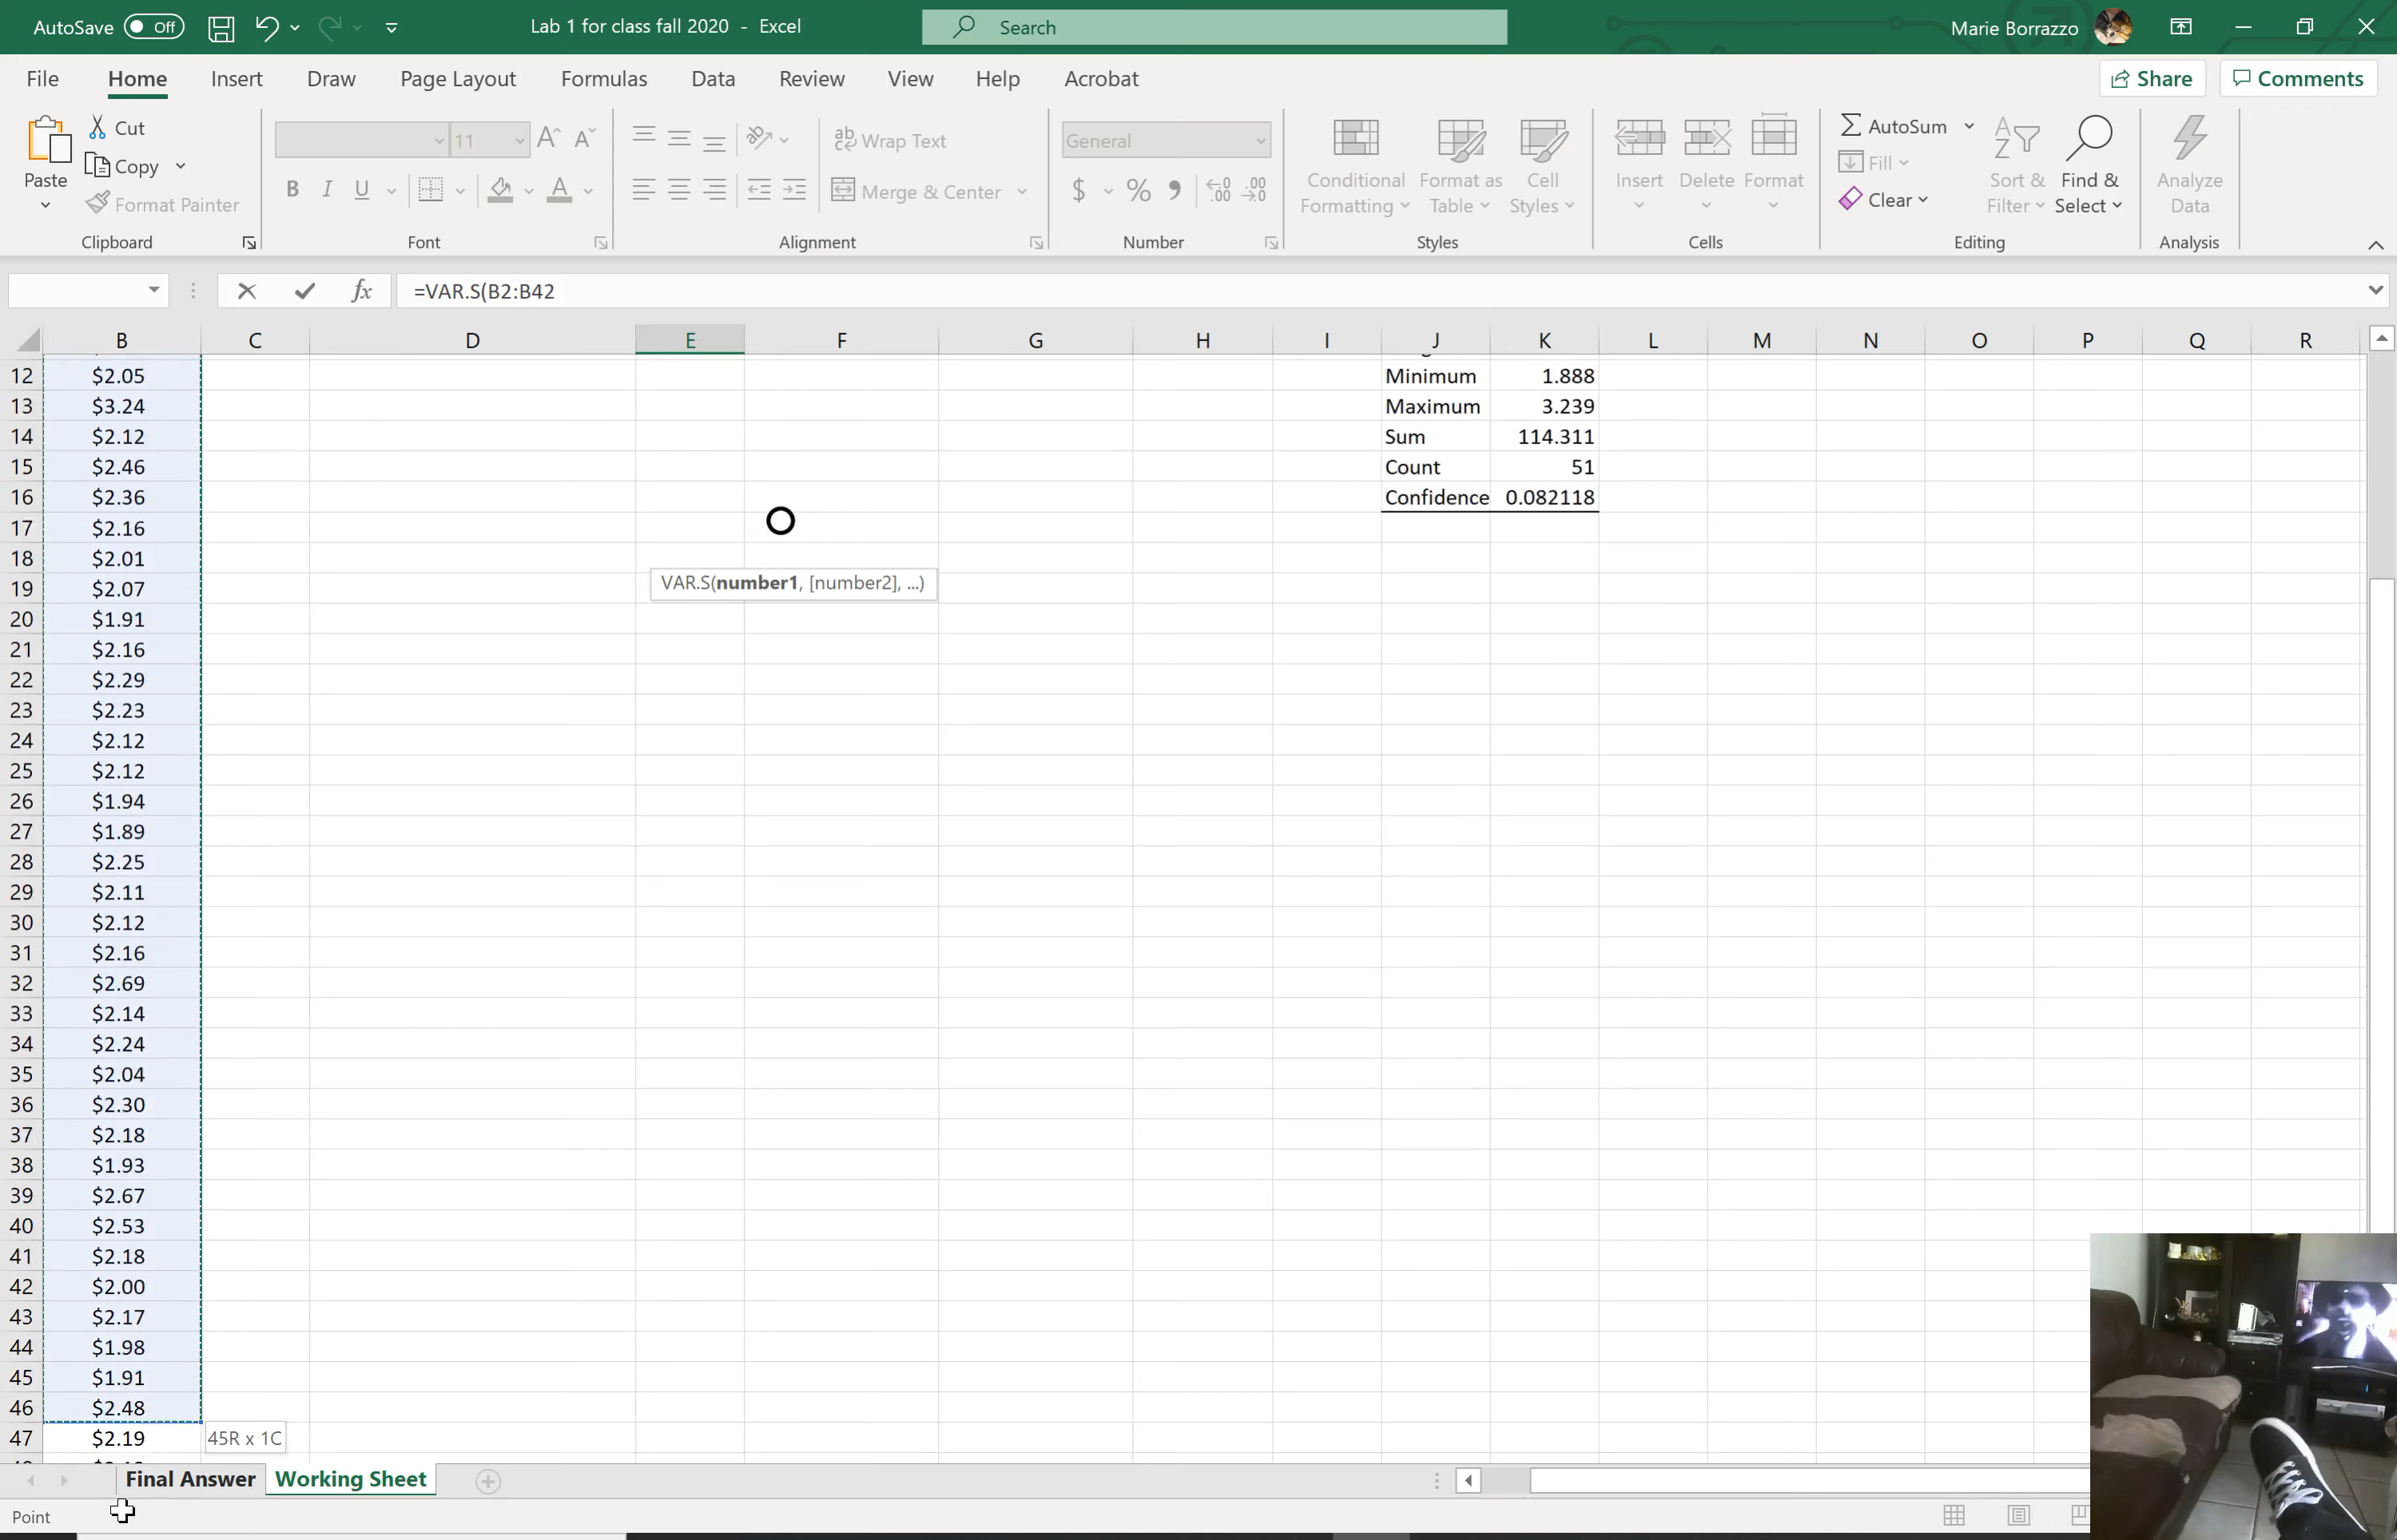 AutoSave Off Lab 1 for class fall 2020 - Excel Search Marie Borrazzo
File Home Insert Draw Page Layout Formulas Data Review View Help Acrobat Share Comments
Paste
Cut
Copy
Format Painter
Clipboard
11
B I U
Font
Wrap Text
Merge & Center
Alignment
General
$ % 9
Number
Conditional Formatting
Format as Table
Cell Styles
Styles
Insert Delete Format
Cells
AutoSum
Fill
Clear
Sort & Filter
Find & Select
Editing
Analyze Data
Analysis
fx =VAR.S(B2:B42
B C D E F G H I J K L M N O P Q R
12 $2.05 Minimum 1.888
13 $3.24 Maximum 3.239
14 $2.12 Sum 114.311
15 $2.46 Count 51
16 $2.36 Confidence 0.082118
17 $2.16
18 $2.01
VAR.S(number1, [number2], ...)
19 $2.07
20 $1.91
21 $2.16
22 $2.29
23 $2.23
24 $2.12
25 $2.12
26 $1.94
27 $1.89
28 $2.25
29 $2.11
30 $2.12
31 $2.16
32 $2.69
33 $2.14
34 $2.24
35 $2.04
36 $2.30
37 $2.18
38 $1.93
39 $2.67
40 $2.53
41 $2.18
42 $2.00
43 $2.17
44 $1.98
45 $1.91
46 $2.48
47 $2.19 45R x 1C
Final Answer Working Sheet
Point